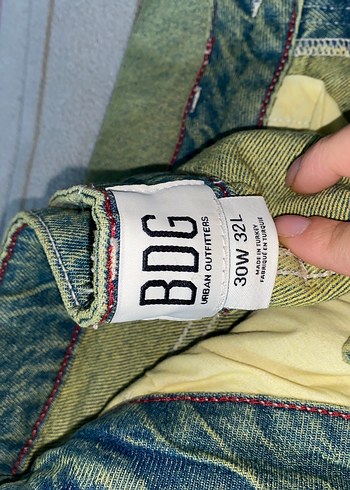 BDG
URBAN OUTFITTERS
30W 32L
MADE IN TURKEY
FABRIQUÉ EN TURQUIE